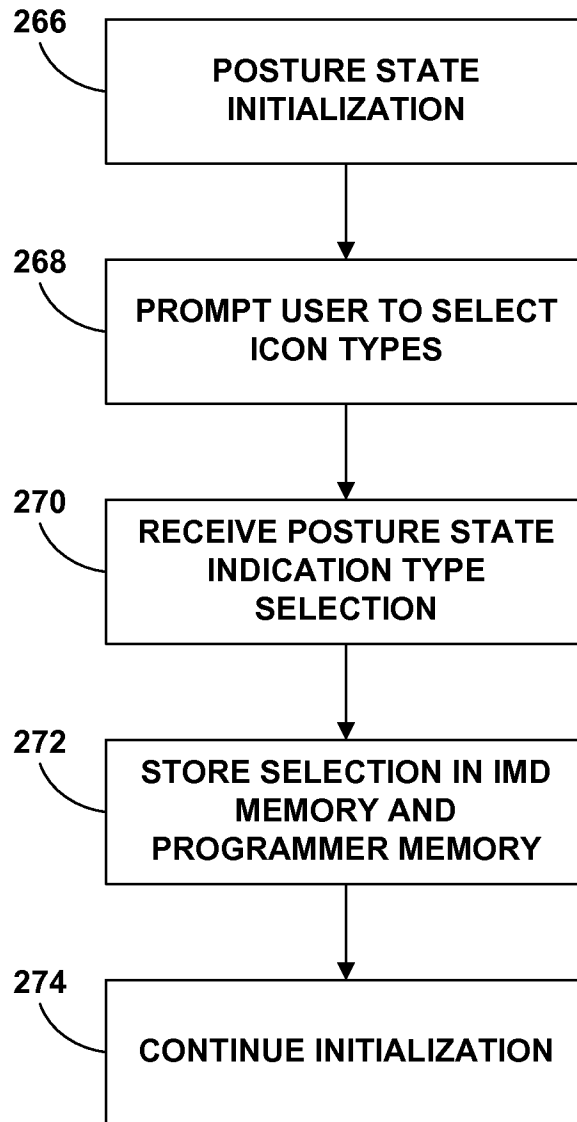 266
POSTURE STATE
INITIALIZATION
268
PROMPT USER TO SELECT
ICON TYPES
270
RECEIVE POSTURE STATE
INDICATION TYPE
SELECTION
272
STORE SELECTION IN IMD
MEMORY AND
PROGRAMMER MEMORY
274
CONTINUE INITIALIZATION